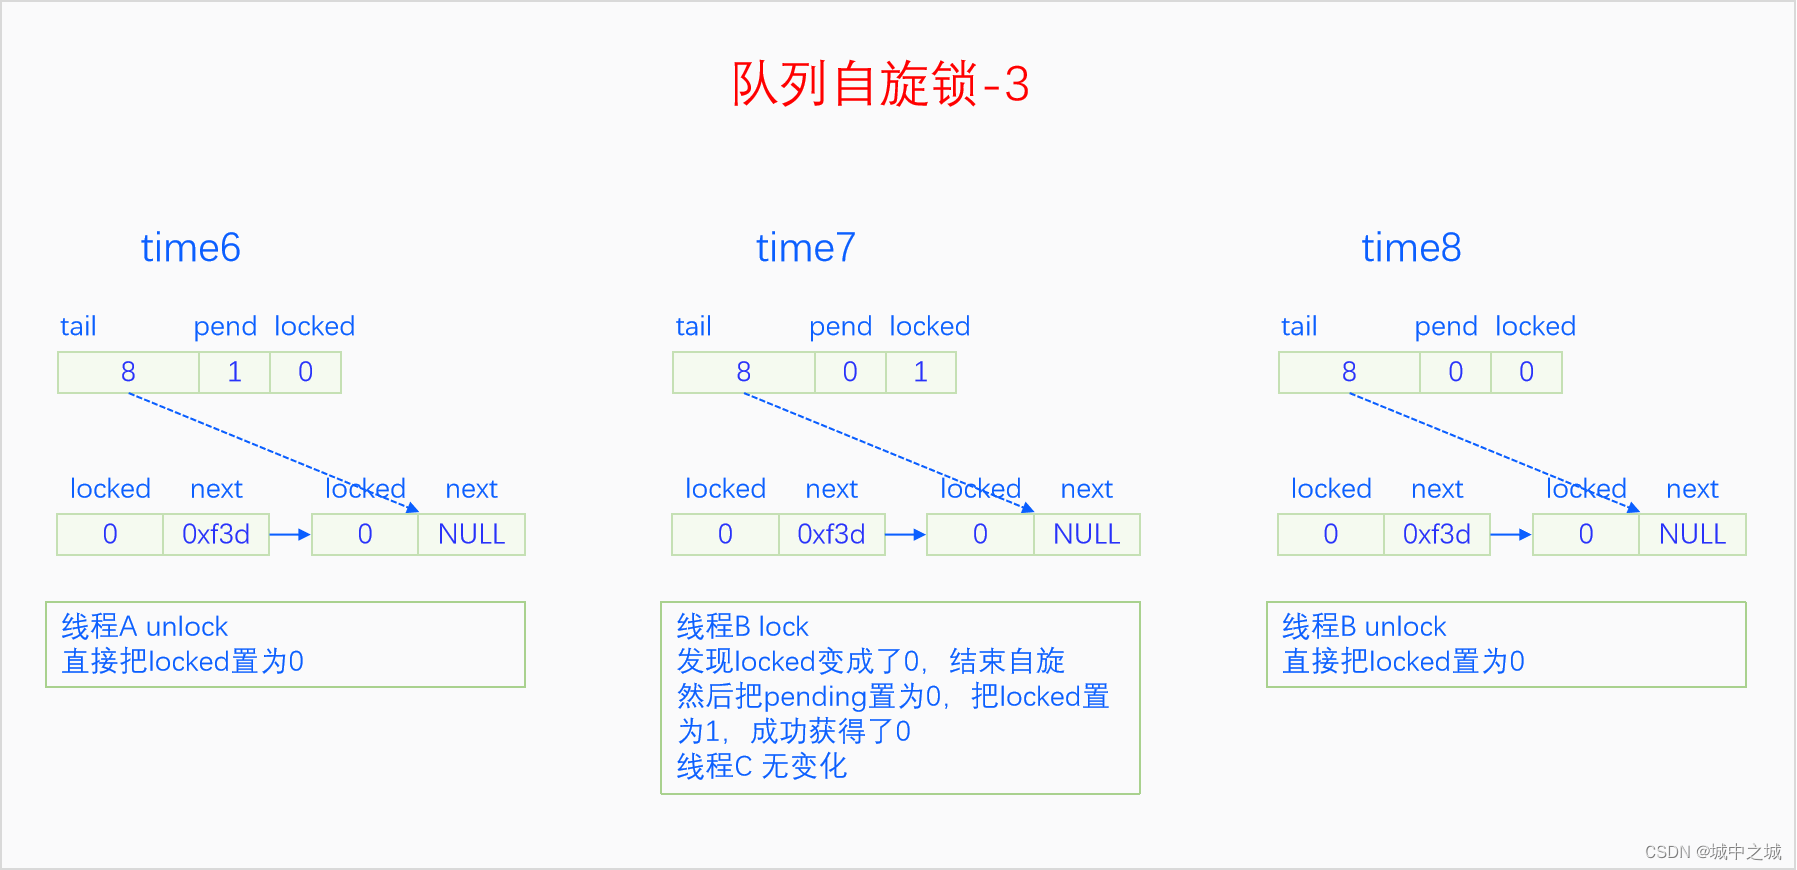 队列自旋锁-3
time6
time7
time8
tail pend locked
8 1 0
locked next locked next
0 0xf3d 0 NULL
线程A unlock
直接把locked置为0
tail pend locked
8 0 1
locked next locked next
0 0xf3d 0 NULL
线程B lock
发现locked变成了0，结束自旋
然后把pending置为0，把locked置
为1，成功获得了0
线程C 无变化
tail pend locked
8 0 0
locked next locked next
0 0xf3d 0 NULL
线程B unlock
直接把locked置为0
CSDN @城中之城